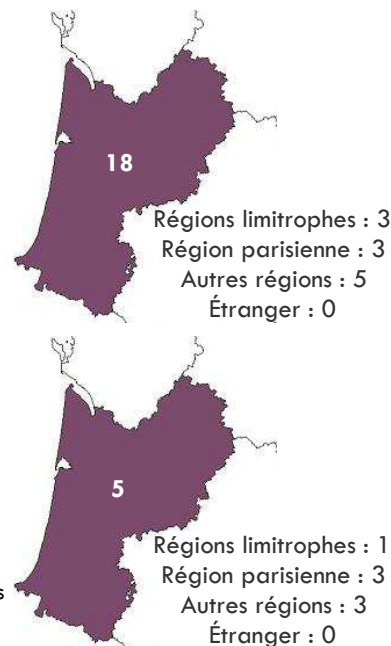 18
Régions limitrophes : 3
Région parisienne : 3
Autres régions : 5
Étranger : 0
5
Régions limitrophes : 1
Région parisienne : 3
s
Autres régions : 3
Étranger : 0